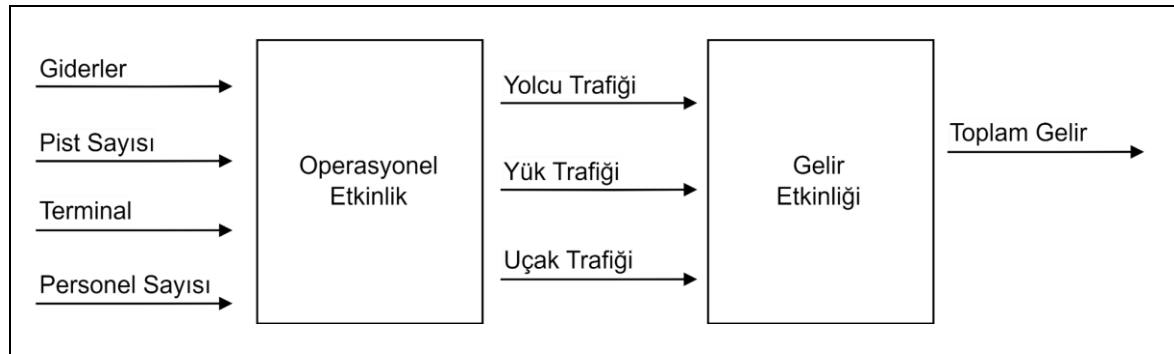 Giderler
Pist Sayısı
Terminal
Personel Sayısı
Operasyonel
Etkinlik
Yolcu Trafiği
Yük Trafiği
Uçak Trafiği
Gelir
Etkinliği
Toplam Gelir